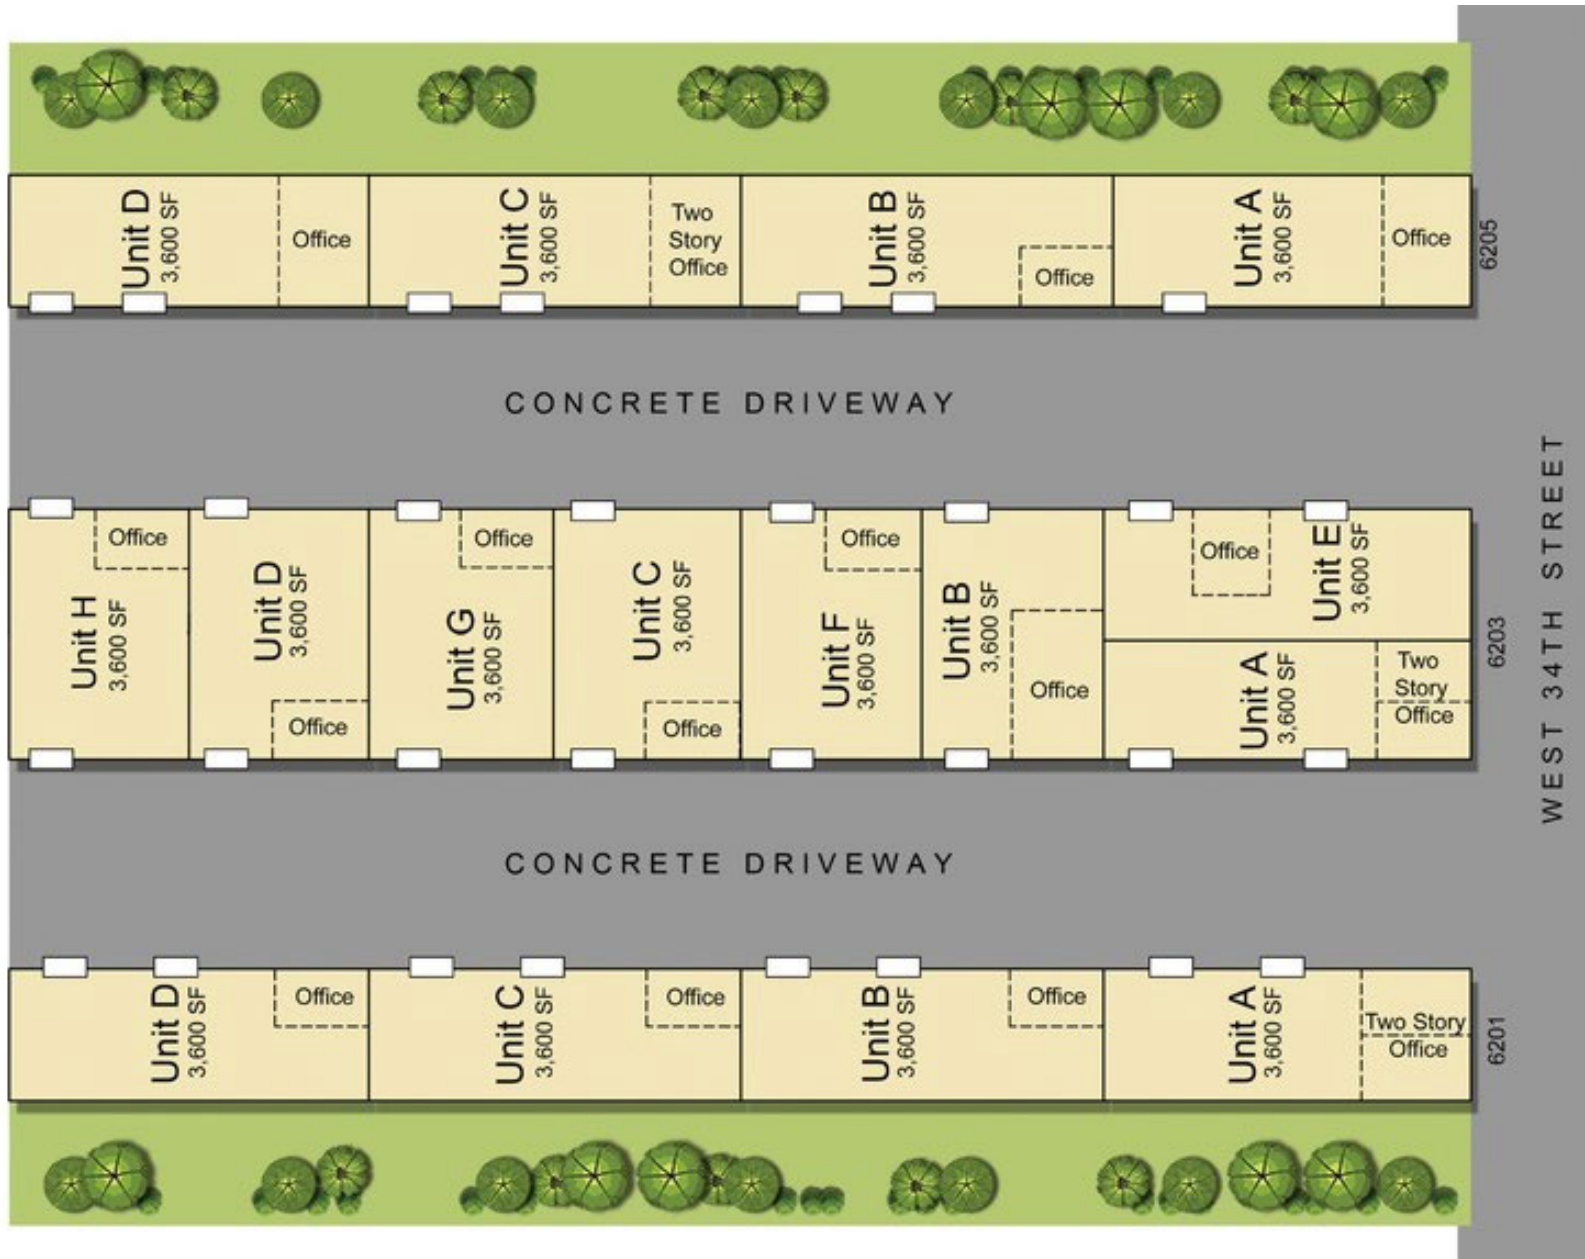 Unit D
3,600 SF
Office
Unit C
3,600 SF
Two
Story
Office
Unit B
3,600 SF
Office
Unit A
3,600 SF
Office
6205
CONCRETE DRIVEWAY
WEST 34TH STREET
Unit H
3,600 SF
Office
Unit D
3,600 SF
Office
Unit G
3,600 SF
Office
Unit C
3,600 SF
Office
Unit F
3,600 SF
Office
Unit B
3,600 SF
Office
Office
Unit E
3,600 SF
Unit A
3,600 SF
Two
Story
Office
6203
CONCRETE DRIVEWAY
Unit D
3,600 SF
Office
Unit C
3,600 SF
Office
Unit B
3,600 SF
Office
Unit A
3,600 SF
Two Story
Office
6201